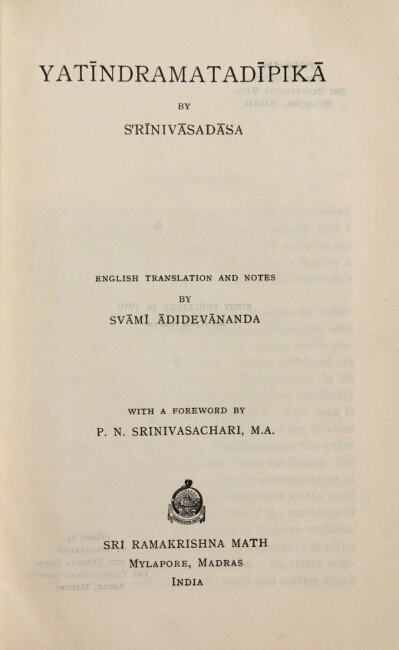 YATĪNDRAMATADĪPIKĀ
BY
S'RĪNIVĀSADĀSA
ENGLISH TRANSLATION AND NOTES
BY
SVĀMĪ ĀDIDEVĀNANDA
WITH A FOREWORD BY
P. N. SRINIVASACHARI, M.A.
SRI RAMAKRISHNA MATH
MYLAPORE, MADRAS
INDIA